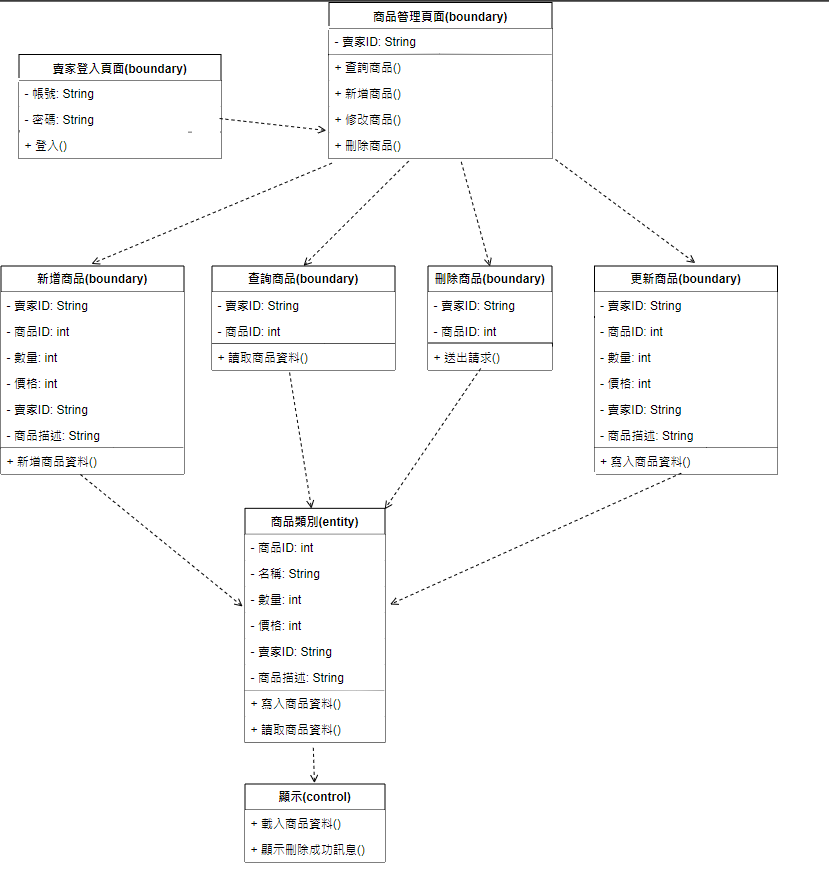 商品管理頁面(boundary)
- 賣家ID: String
+ 查詢商品()
+ 新增商品()
+ 修改商品()
+ 刪除商品()
賣家登入頁面(boundary)
- 帳號: String
- 密碼: String
+ 登入()
新增商品(boundary)
- 賣家ID: String
- 商品ID: int
- 數量: int
- 價格: int
- 賣家ID: String
- 商品描述: String
+ 新增商品資料()
查詢商品(boundary)
- 賣家ID: String
- 商品ID: int
+ 讀取商品資料()
刪除商品(boundary)
- 賣家ID: String
- 商品ID: int
+ 送出請求()
更新商品(boundary)
- 賣家ID: String
- 商品ID: int
- 數量: int
- 價格: int
- 賣家ID: String
- 商品描述: String
+ 寫入商品資料()
商品類別(entity)
- 商品ID: int
- 名稱: String
- 數量: int
- 價格: int
- 賣家ID: String
- 商品描述: String
+ 寫入商品資料()
+ 讀取商品資料()
顯示(control)
+ 載入商品資料()
+ 顯示刪除成功訊息()